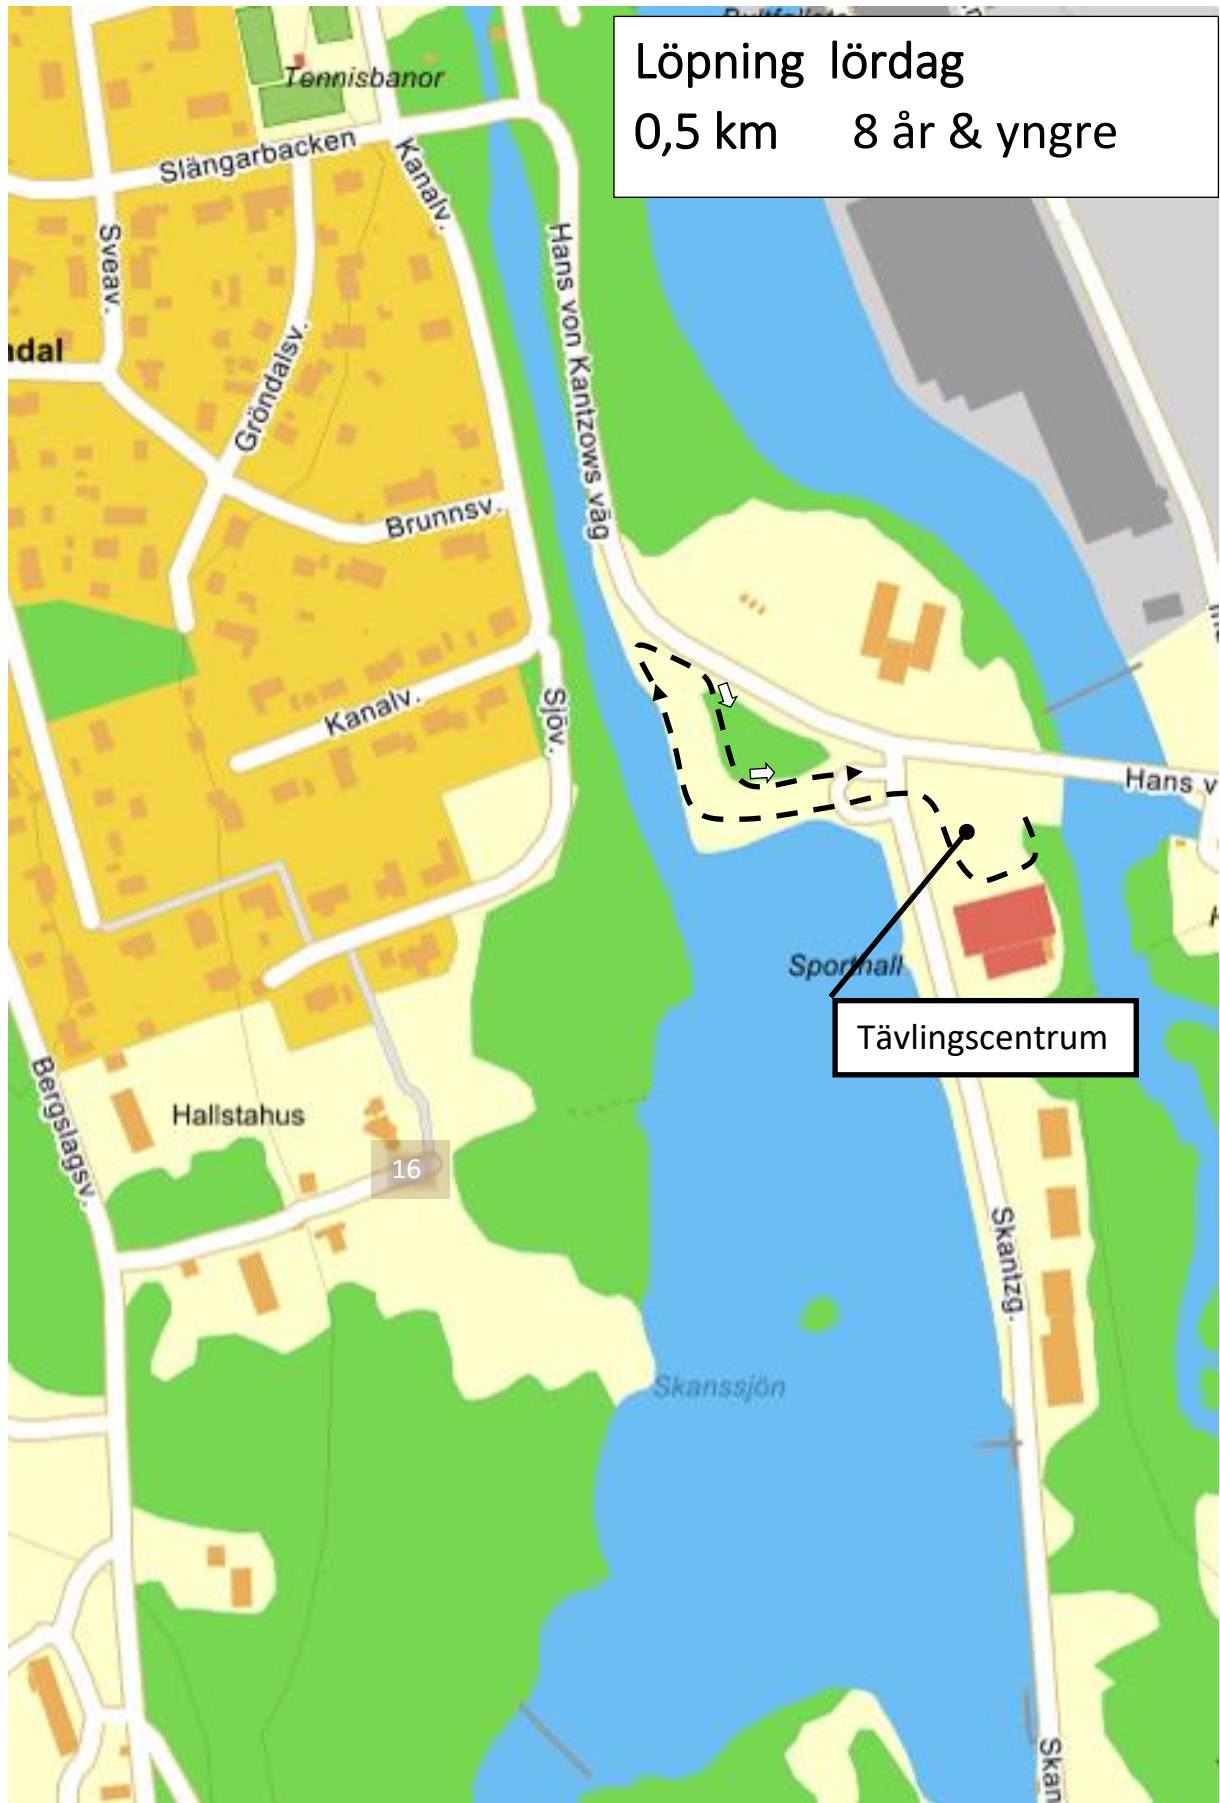 Löpning lördag
0,5 km 8 år & yngre
Tennisbanor
Slängarbacken
Kanalv.
Sveav.
Hans von Kantzows väg
ndal
Gröndalsv.
Brunnsv.
Kanalv.
Sjöv.
Hans v
Sporthall
Tävlingscentrum
Bergslagsv.
Hallstahus
16
Skantzg.
Skanssjön
Skan